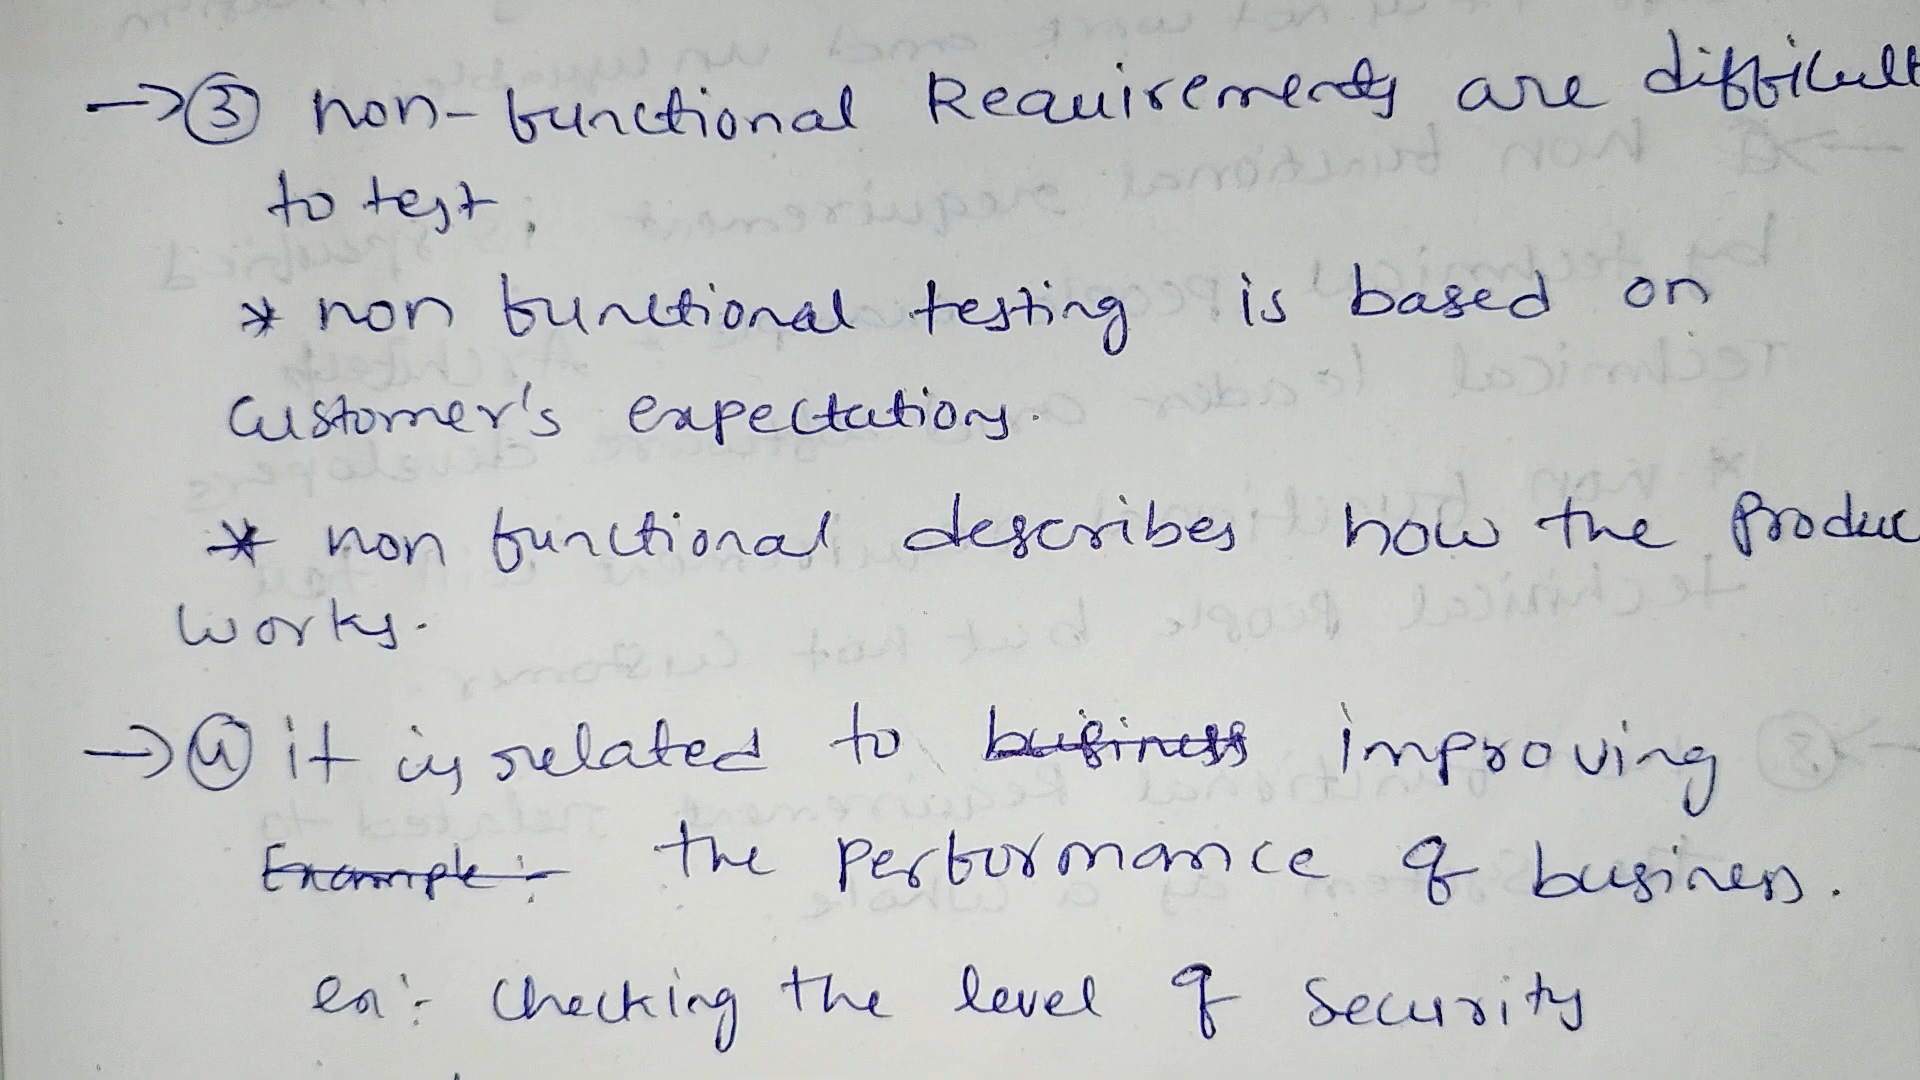 →③ non-functional Requirements are difficult
to test;
* non functional testing is based on
Customer's expectations.
* non functional describes how the Produc
works.
→④ it is related to business improving
Example:- the Performance of business.
ex:- Checking the level of Security